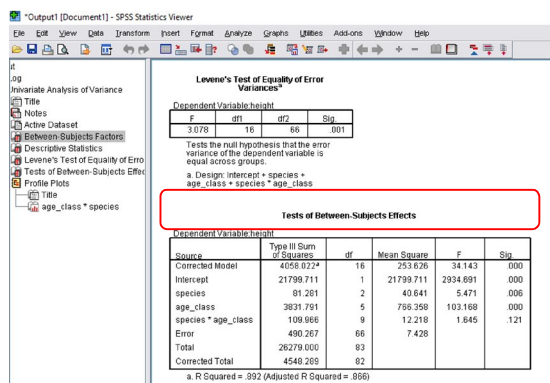 *Output1 [Document1] - SPSS Statistics Viewer
File Edit View Data Transform Insert Format Analyze Graphs Utilities Add-ons Window Help
ut
.og
Jnivariate Analysis of Variance
Title
Notes
Active Dataset
Between-Subjects Factors
Descriptive Statistics
Levene's Test of Equality of Erro
Tests of Between-Subjects Effec
Profile Plots
Title
age_class * species
Levene's Test of Equality of Error
Variancesa
Dependent Variable:height
F df1 df2 Sig.
3.078 16 66 .001
Tests the null hypothesis that the error
variance of the dependent variable is
equal across groups.
a. Design: Intercept + species +
age_class + species * age_class
Tests of Between-Subjects Effects
Dependent Variable:height
Source Type III Sum of Squares df Mean Square F Sig.
Corrected Model 4058.022a 16 253.626 34.143 .000
Intercept 21799.711 1 21799.711 2934.691 .000
species 81.281 2 40.641 5.471 .006
age_class 3831.791 5 766.358 103.168 .000
species * age_class 109.966 9 12.218 1.645 .121
Error 490.267 66 7.428
Total 26279.000 83
Corrected Total 4548.289 82
a. R Squared = .892 (Adjusted R Squared = .866)